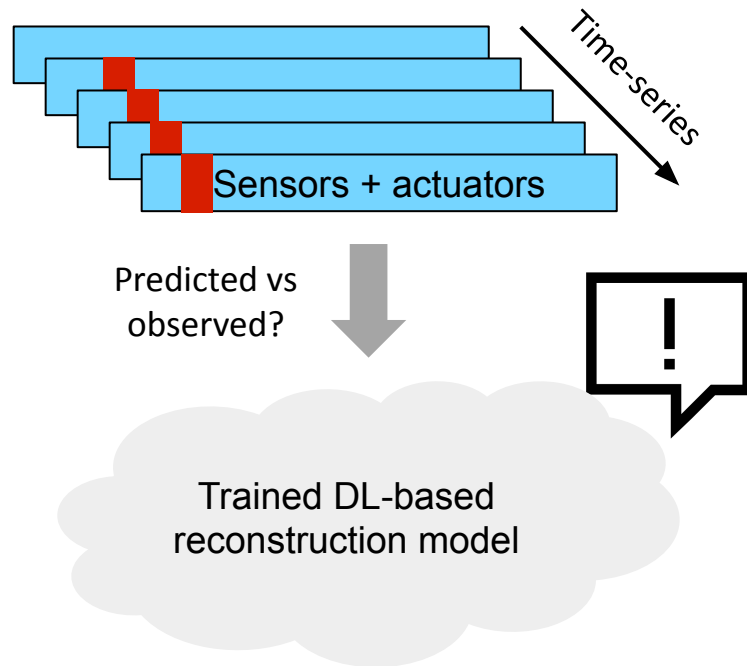 Time-series
Sensors + actuators
Predicted vs
observed?
!
Trained DL-based
reconstruction model